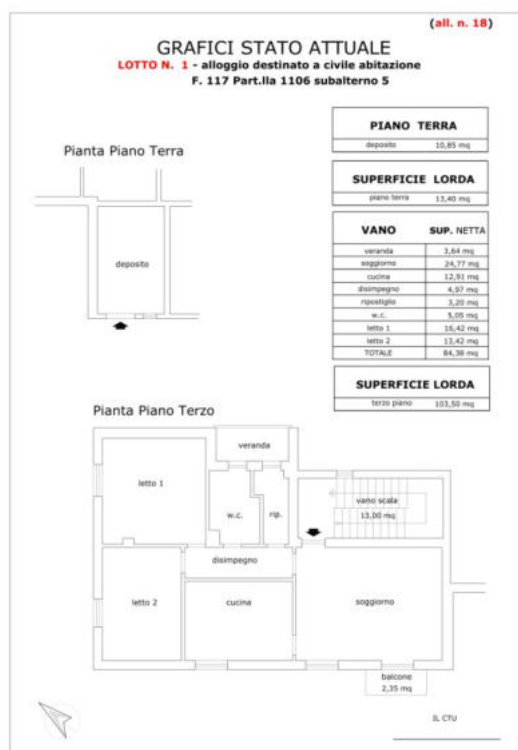 (all. n. 18)
GRAFICI STATO ATTUALE
LOTTO N. 1 - alloggio destinato a civile abitazione
F. 117 Part.lla 1106 subalterno 5
PIANO TERRA
deposito 10,85 mq
Pianta Piano Terra
SUPERFICIE LORDA
piano terra 13,40 mq
VANO SUP. NETTA
veranda 3,64 mq
soggiorno 24,77 mq
cucina 12,91 mq
disimpegno 4,97 mq
ripostiglio 3,20 mq
w.c. 5,05 mq
letto 1 16,42 mq
letto 2 13,42 mq
TOTALE 84,38 mq
deposito
SUPERFICIE LORDA
terzo piano 103,50 mq
Pianta Piano Terzo
veranda
letto 1
w.c.
rip.
vano scala
13,00 mq
disimpegno
letto 2
cucina
soggiorno
balcone
2,35 mq
IL CTU